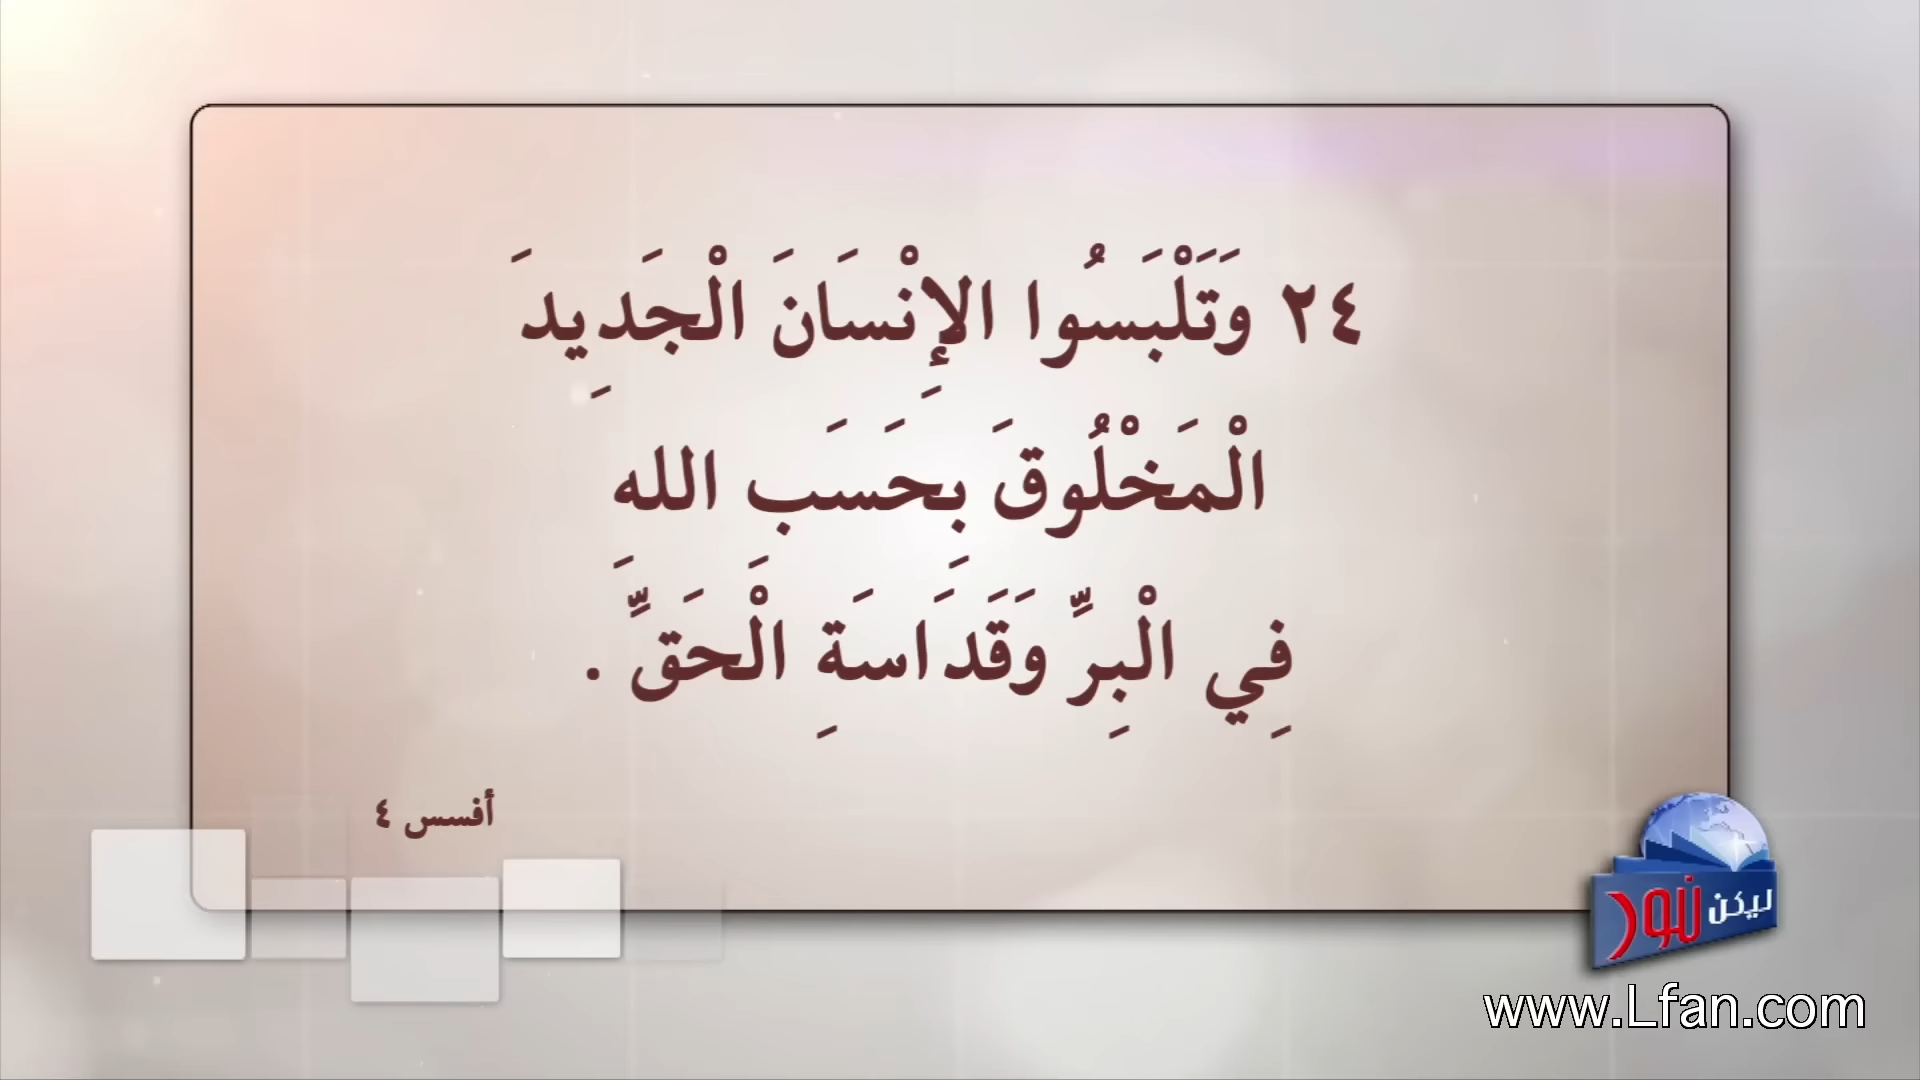 ٢٤ وَتَلْبَسُوا الإِنْسَانَ الْجَدِيدَ
الْمَخْلُوقَ بِحَسَبِ اللهِ
فِي الْبِرِّ وَقَدَاسَةِ الْحَقِّ .
أفسس ٤
ليكن نور
www.Lfan.com